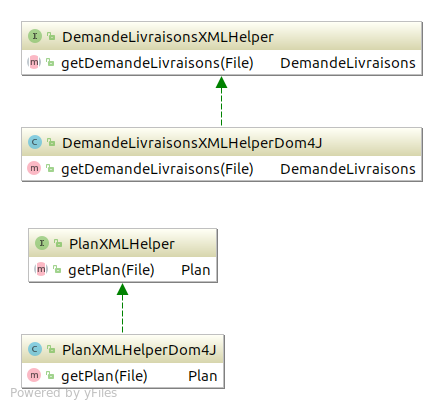 I DemandeLivraisonsXMLHelper
m getDemandeLivraisons(File) DemandeLivraisons
C DemandeLivraisonsXMLHelperDom4J
m getDemandeLivraisons(File) DemandeLivraisons
I PlanXMLHelper
m getPlan(File) Plan
C PlanXMLHelperDom4J
m getPlan(File) Plan
Powered by yFiles